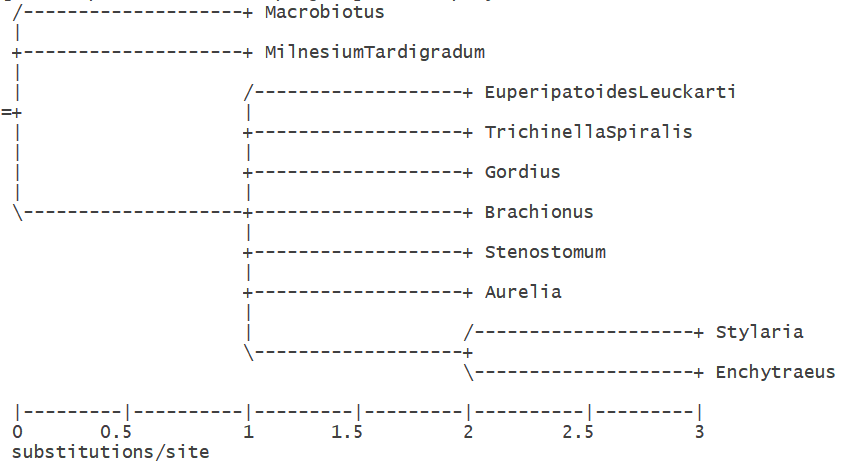 /--------------------+ Macrobiotus
|
+--------------------+ MilnesiumTardigradum
|
|                    /-------------------+ EuperipatoidesLeuckarti
=+                    |
|                    +-------------------+ TrichinellaSpiralis
|                    |
|                    +-------------------+ Gordius
|                    |
\--------------------+-------------------+ Brachionus
                     |
                     +-------------------+ Stenostomum
                     |
                     +-------------------+ Aurelia
                     |
                     |                   /--------------------+ Stylaria
                     \-------------------+
                                         \--------------------+ Enchytraeus
|---------|----------|---------|---------|----------|---------|
0       0.5          1       1.5         2        2.5         3
substitutions/site